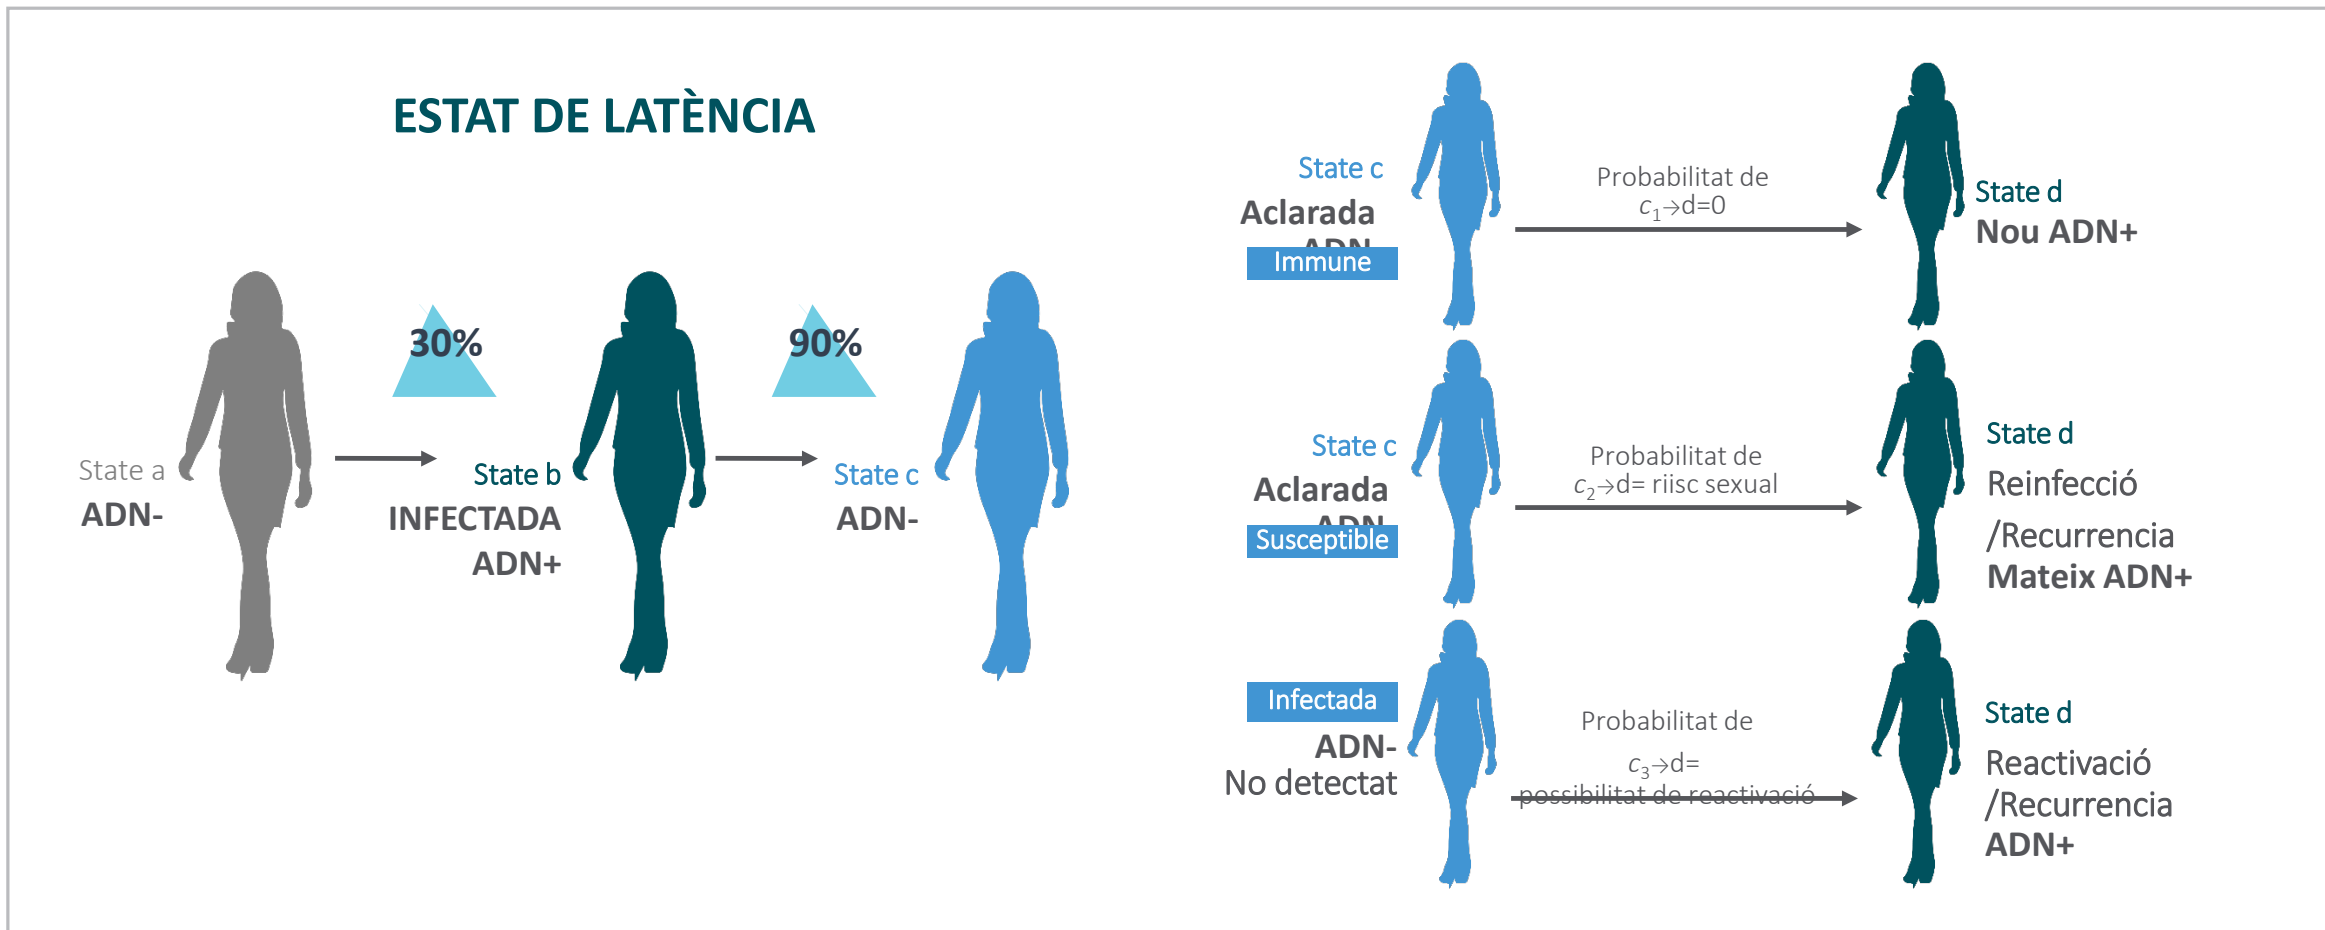 ESTAT DE LATÈNCIA
State a
ADN-
30%
State b
INFECTADA
ADN+
90%
State c
ADN-
State c
Aclarada
ADN-
Immune
Probabilitat de
c₁→d=0
State d
Nou ADN+
State c
Aclarada
ADN-
Susceptible
Probabilitat de
c₂→d= riisc sexual
State d
Reinfecció
/Recurrencia
Mateix ADN+
Infectada
ADN-
No detectat
Probabilitat de
c₃→d=
possibilitat de reactivació
State d
Reactivació
/Recurrencia
ADN+